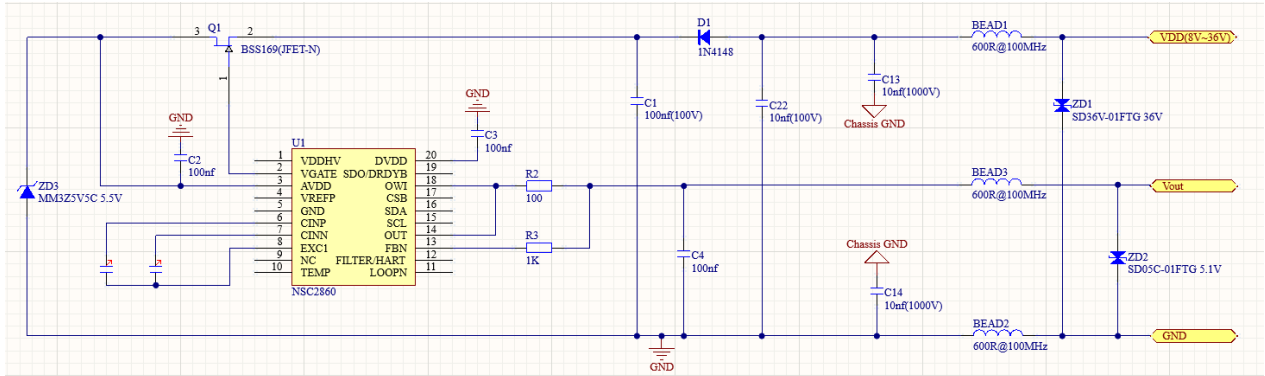 Q1
3
2
BSS169(JFET-N)
1
D1
1N4148
BEAD1
600R@100MHz
VDD(8V~36V)
C13
10nf(1000V)
Chassis GND
C1
100nf(100V)
C22
10nf(100V)
ZD1
SD36V-01FTG 36V
GND
C2
100nf
GND
C3
100nf
U1
1 VDDHV DVDD 20
2 VGATE SDO/DRDYB 19
3 AVDD OWI 18
4 VREFP CSB 17
5 GND SDA 16
6 CINP SCL 15
7 CINN OUT 14
8 EXC1 FBN 13
9 NC FILTER/HART 12
10 TEMP LOOPN 11
NSC2860
ZD3
MM3Z5V5C 5.5V
R2
100
R3
1K
BEAD3
600R@100MHz
Vout
C4
100nf
Chassis GND
C14
10nf(1000V)
ZD2
SD05C-01FTG 5.1V
BEAD2
600R@100MHz
GND
GND